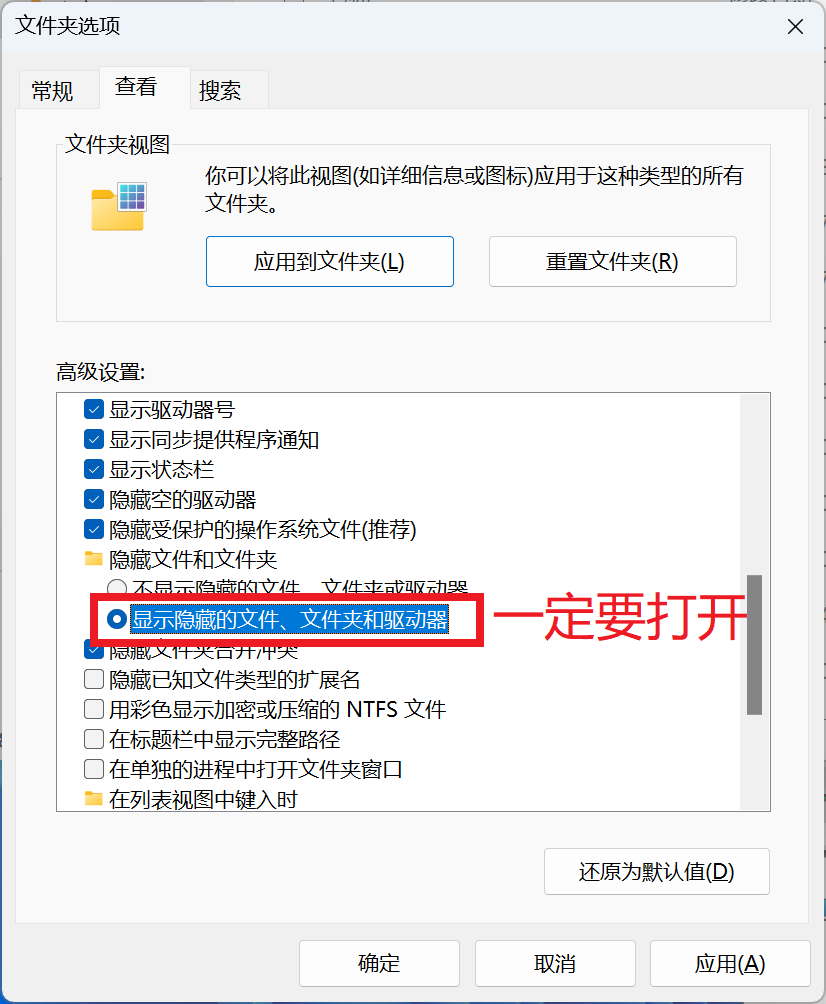 文件夹选项
常规
查看
搜索
文件夹视图
你可以将此视图(如详细信息或图标)应用于这种类型的所有
文件夹。
应用到文件夹(L)
重置文件夹(R)
高级设置:
显示驱动器号
显示同步提供程序通知
显示状态栏
隐藏空的驱动器
隐藏受保护的操作系统文件(推荐)
隐藏文件和文件夹
不显示隐藏的文件、文件夹或驱动器
显示隐藏的文件、文件夹和驱动器
一定要打开
隐藏文件夹合并冲突
隐藏已知文件类型的扩展名
用彩色显示加密或压缩的 NTFS 文件
在标题栏中显示完整路径
在单独的进程中打开文件夹窗口
在列表视图中键入时
还原为默认值(D)
确定
取消
应用(A)